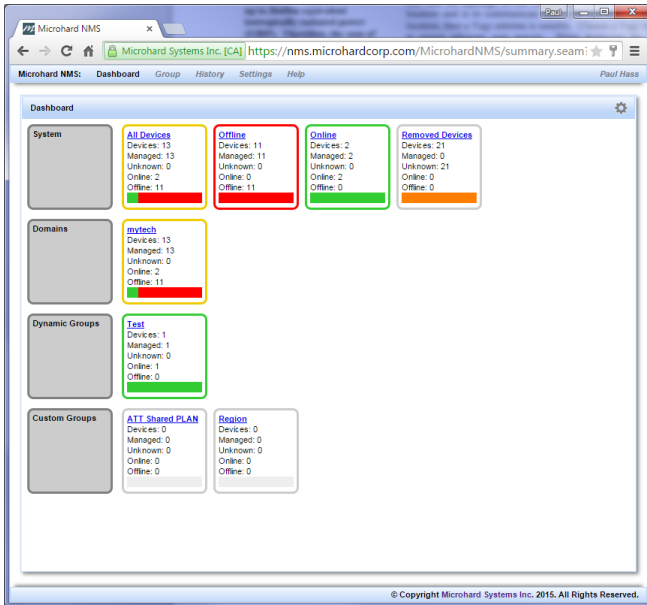 Paul
Microhard NMS
Microhard Systems Inc. [CA] https://nms.microhardcorp.com/MicrohardNMS/summary.seam?
Microhard NMS: Dashboard Group History Settings Help Paul Hass
Dashboard
System
All Devices
Devices: 13
Managed: 13
Unknown: 0
Online: 2
Offline: 11
Offline
Devices: 11
Managed: 11
Unknown: 0
Online: 0
Offline: 11
Online
Devices: 2
Managed: 2
Unknown: 0
Online: 2
Offline: 0
Removed Devices
Devices: 21
Managed: 0
Unknown: 21
Online: 0
Offline: 0
Domains
mytech
Devices: 13
Managed: 13
Unknown: 0
Online: 2
Offline: 11
Dynamic Groups
Test
Devices: 1
Managed: 1
Unknown: 0
Online: 1
Offline: 0
Custom Groups
ATT Shared PLAN
Devices: 0
Managed: 0
Unknown: 0
Online: 0
Offline: 0
Region
Devices: 0
Managed: 0
Unknown: 0
Online: 0
Offline: 0
© Copyright Microhard Systems Inc. 2015. All Rights Reserved.